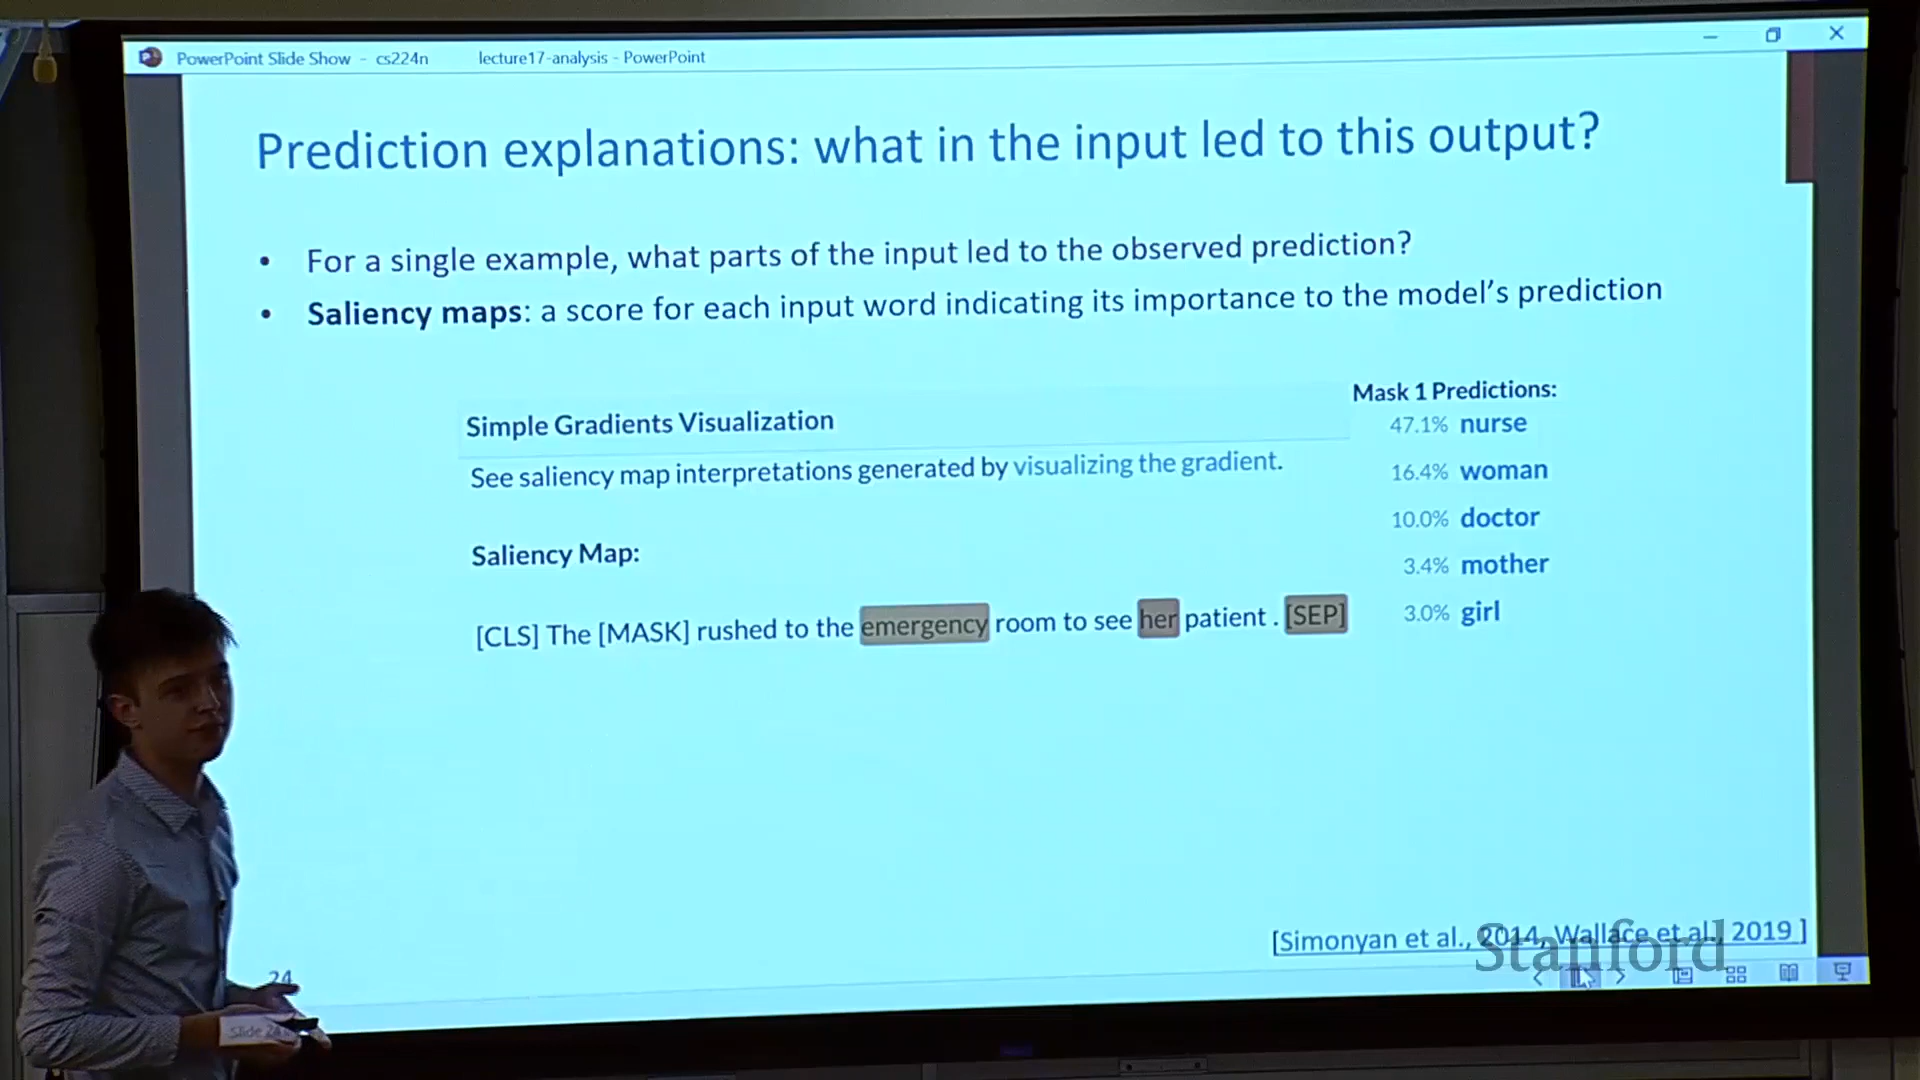 PowerPoint Slide Show - cs224n lecture17-analysis - PowerPoint
Prediction explanations: what in the input led to this output?
• For a single example, what parts of the input led to the observed prediction?
• Saliency maps: a score for each input word indicating its importance to the model's prediction
Simple Gradients Visualization
See saliency map interpretations generated by visualizing the gradient.
Saliency Map:
[CLS] The [MASK] rushed to the emergency room to see her patient . [SEP]
Mask 1 Predictions:
47.1% nurse
16.4% woman
10.0% doctor
3.4% mother
3.0% girl
[Simonyan et al., 2014, Wallace et al., 2019 ]
Stanford
24
Slide 24